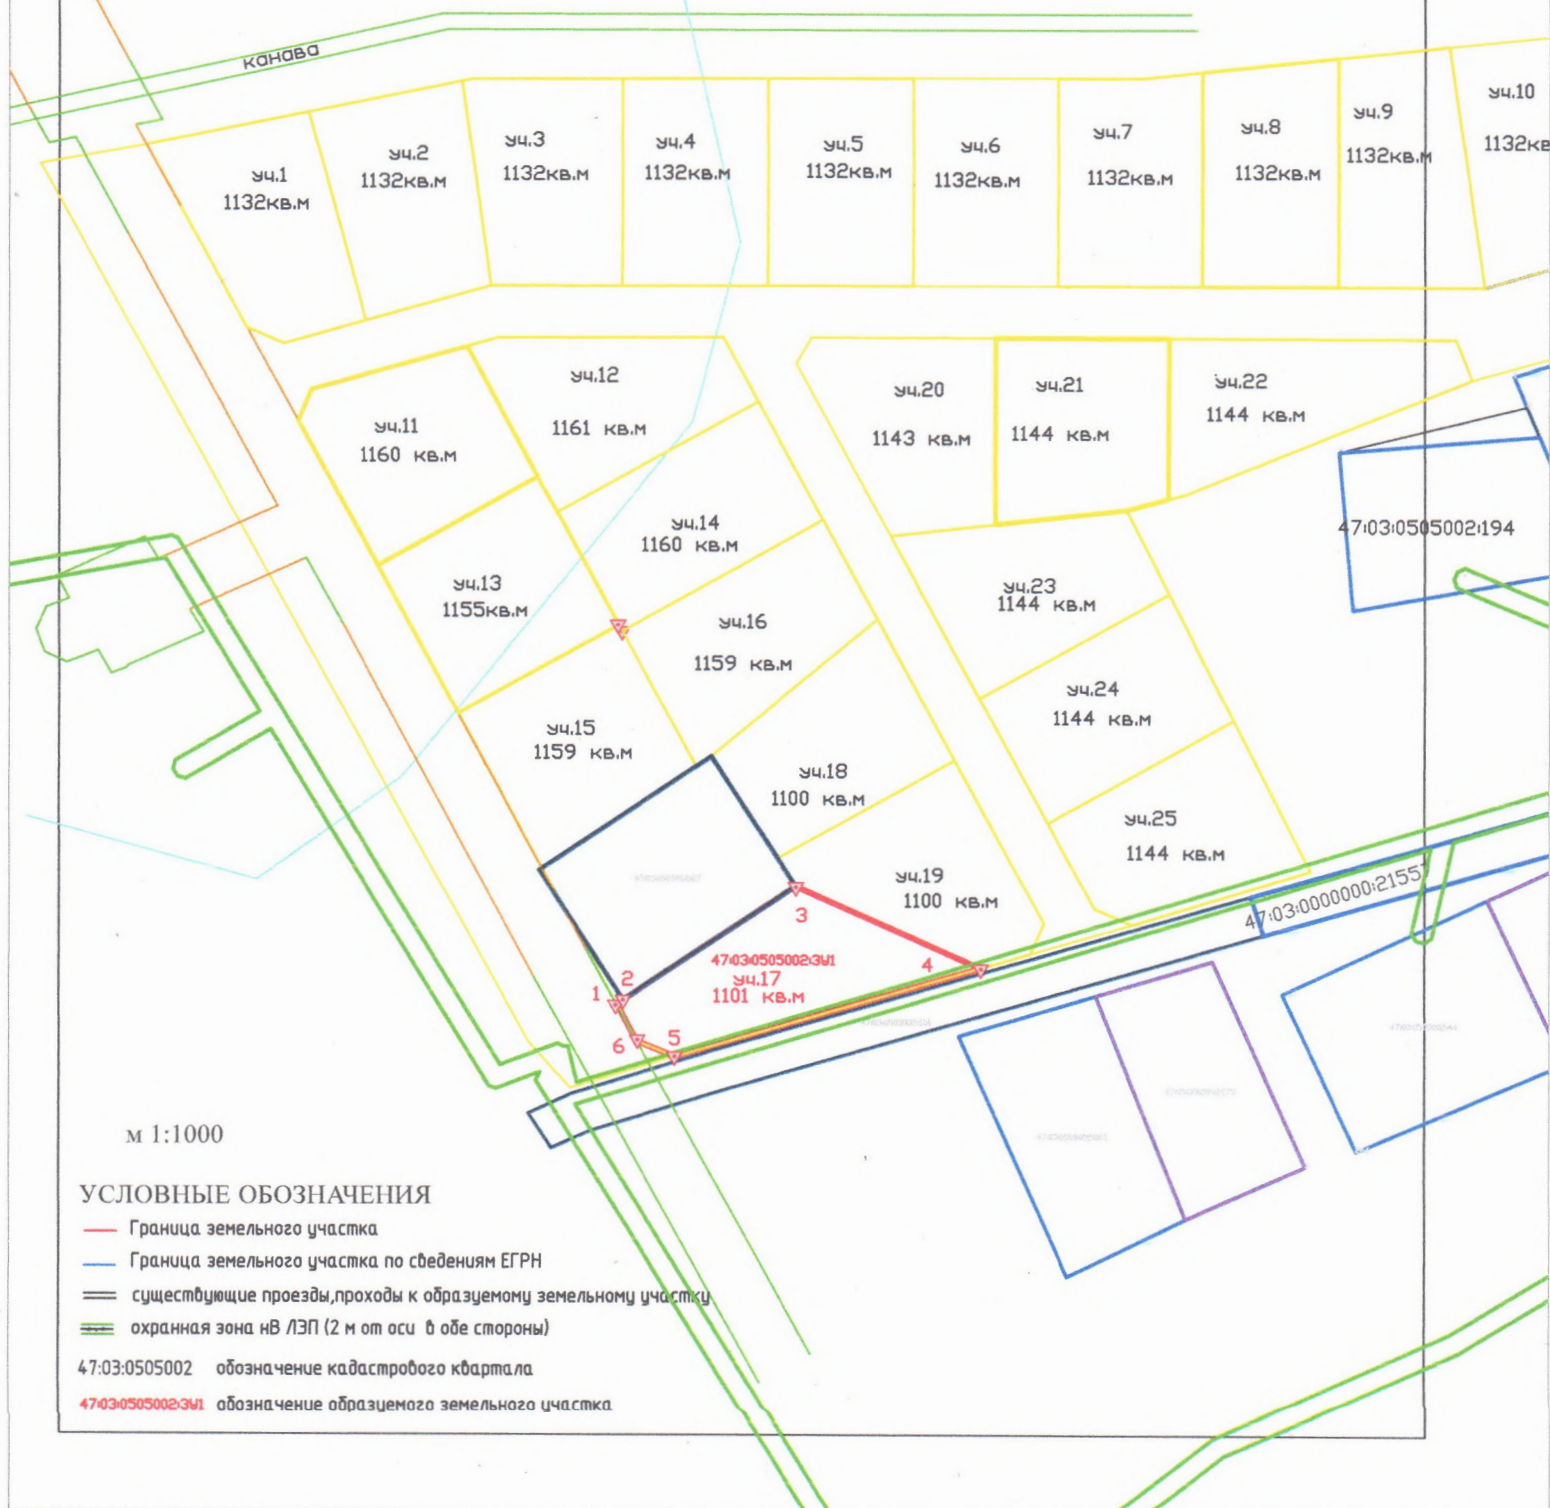 канава
уч.1
1132кв.м
уч.2
1132кв.м
уч.3
1132кв.м
уч.4
1132кв.м
уч.5
1132кв.м
уч.6
1132кв.м
уч.7
1132кв.м
уч.8
1132кв.м
уч.9
1132кв.м
уч.10
1132кв
уч.11
1160 кв.м
уч.12
1161 кв.м
уч.20
1143 кв.м
уч.21
1144 кв.м
уч.22
1144 кв.м
уч.13
1155кв.м
уч.14
1160 кв.м
47:03:0505002:194
уч.16
1159 кв.м
уч.23
1144 кв.м
уч.15
1159 кв.м
уч.24
1144 кв.м
уч.18
1100 кв.м
уч.25
1144 кв.м
уч.19
1100 кв.м
47:03:0000000:21557
3
47:03:0505002:ЗУ1
4
уч.17
1101 кв.м
2
1
6
5
м 1:1000
УСЛОВНЫЕ ОБОЗНАЧЕНИЯ
Граница земельного участка
Граница земельного участка по сведениям ЕГРН
существующие проезды,проходы к образуемому земельному участку
охранная зона нВ ЛЭП (2 м от оси в обе стороны)
47:03:0505002 обозначение кадастрового квартала
47:03:0505002:ЗУ1 обозначение образуемого земельного участка